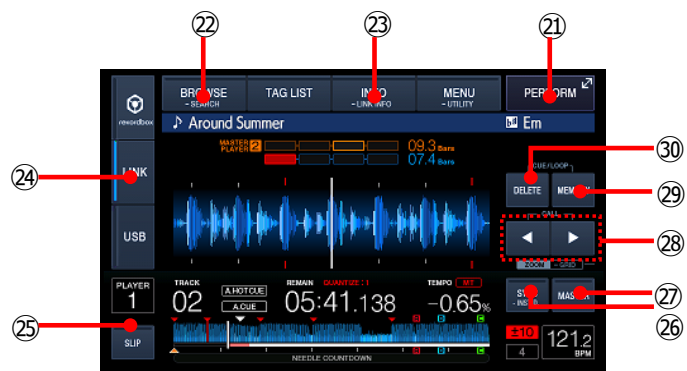 22 23 21
BROWSE TAG LIST INFO MENU PERFORM
- SEARCH - LINK INFO - UTILITY
rekordbox
♪ Around Summer Em
MASTER PLAYER 2 09.3 Bars
07.4 Bars
30
CUE/LOOP
24 LINK DELETE MEMORY
29
CALL
USB
28
ZOOM - GRID
PLAYER 1 TRACK 02 A.HOTCUE A.CUE REMAIN QUANTIZE : 1 05:41.138 TEMPO MT -0.65%
SYNC MASTER 27
- INST.D
26
25 SLIP
A B C
±10
4 121.2 BPM
NEEDLE COUNTDOWN